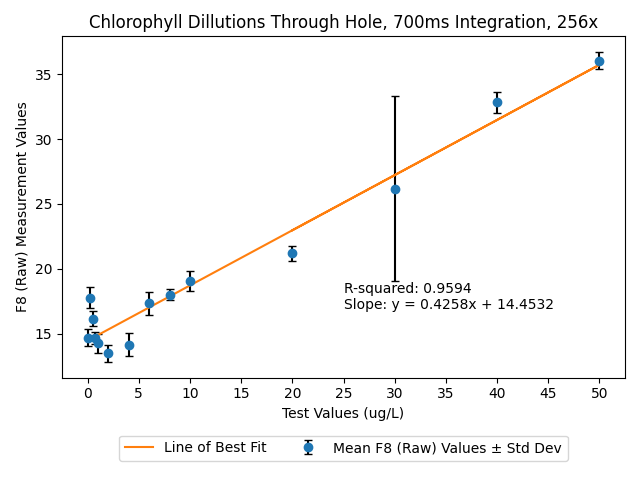 Chlorophyll Dillutions Through Hole, 700ms Integration, 256x
F8 (Raw) Measurement Values
35
30
25
20
15
R-squared: 0.9594
Slope: y = 0.4258x + 14.4532
0 5 10 15 20 25 30 35 40 45 50
Test Values (ug/L)
Line of Best Fit Mean F8 (Raw) Values ± Std Dev